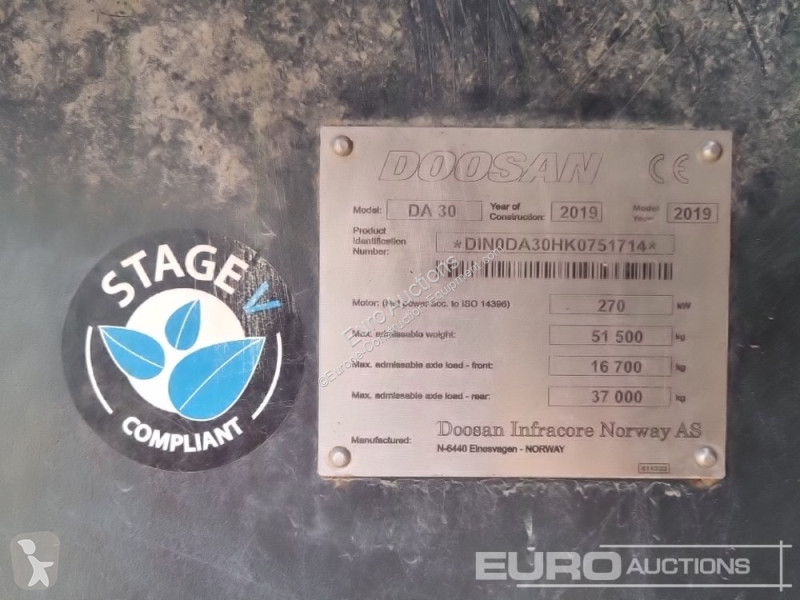 DOOSAN CE
Model: DA 30 Year of Construction: 2019 Model Year: 2019
Product Identification Number: *DIN0DA30HK0751714*
Motor: (Net power acc. to ISO 14396) 270 kW
Max. admissable weight: 51 500 kg
Max. admissable axle load - front: 16 700 kg
Max. admissable axle load - rear: 37 000 kg
Manufactured: Doosan Infracore Norway AS
N-6440 Elnesvagen - NORWAY
STAGE V
COMPLIANT
Euro Auctions
EURO AUCTIONS